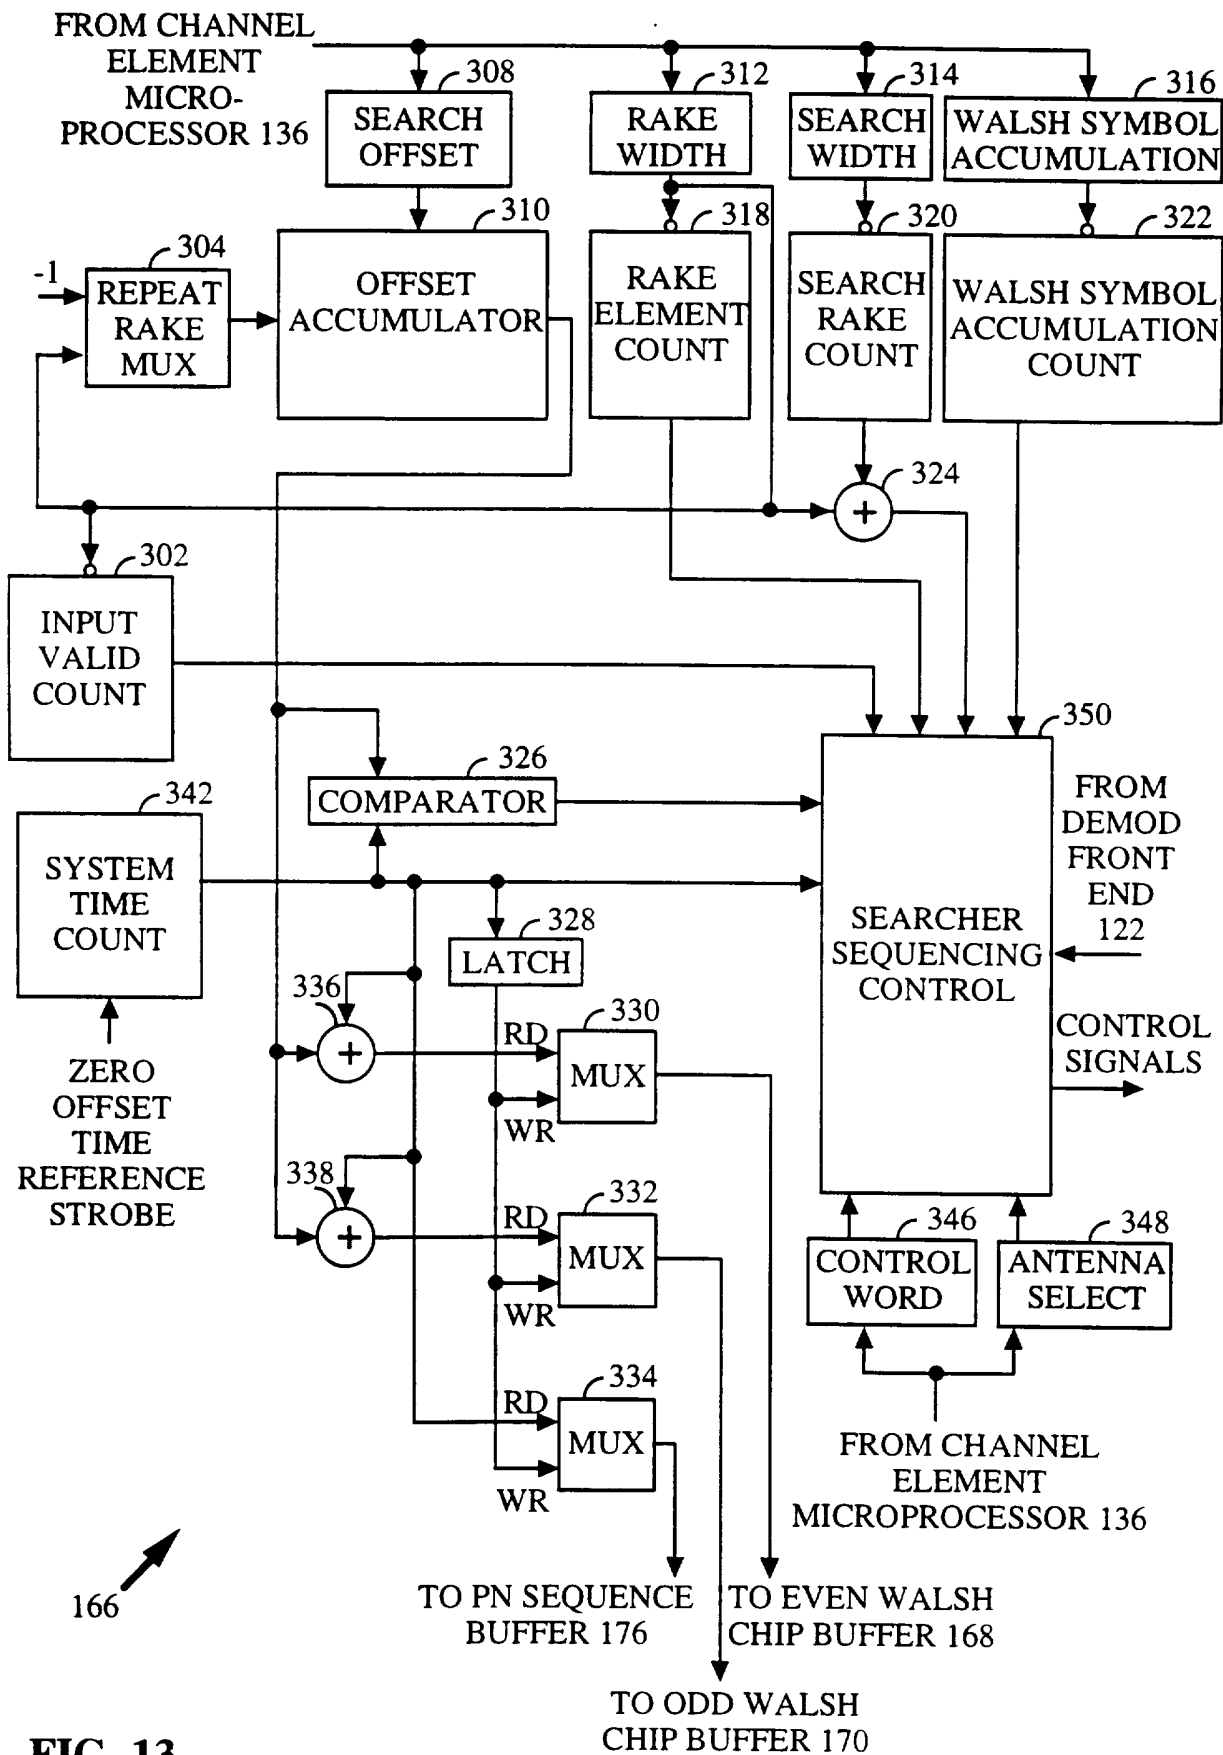 FROM CHANNEL
ELEMENT
MICRO-
PROCESSOR 136
308
SEARCH
OFFSET
312
RAKE
WIDTH
314
SEARCH
WIDTH
316
WALSH SYMBOL
ACCUMULATION
304
-1
REPEAT
RAKE
MUX
310
OFFSET
ACCUMULATOR
318
RAKE
ELEMENT
COUNT
320
SEARCH
RAKE
COUNT
322
WALSH SYMBOL
ACCUMULATION
COUNT
324
+
302
INPUT
VALID
COUNT
326
COMPARATOR
350
SEARCHER
SEQUENCING
CONTROL
FROM
DEMOD
FRONT
END
122
CONTROL
SIGNALS
342
SYSTEM
TIME
COUNT
ZERO
OFFSET
TIME
REFERENCE
STROBE
328
LATCH
336
+
RD
330
MUX
WR
338
+
RD
332
MUX
WR
RD
334
MUX
WR
346
CONTROL
WORD
348
ANTENNA
SELECT
FROM CHANNEL
ELEMENT
MICROPROCESSOR 136
166
TO PN SEQUENCE
BUFFER 176
TO EVEN WALSH
CHIP BUFFER 168
TO ODD WALSH
CHIP BUFFER 170
FIG. 13